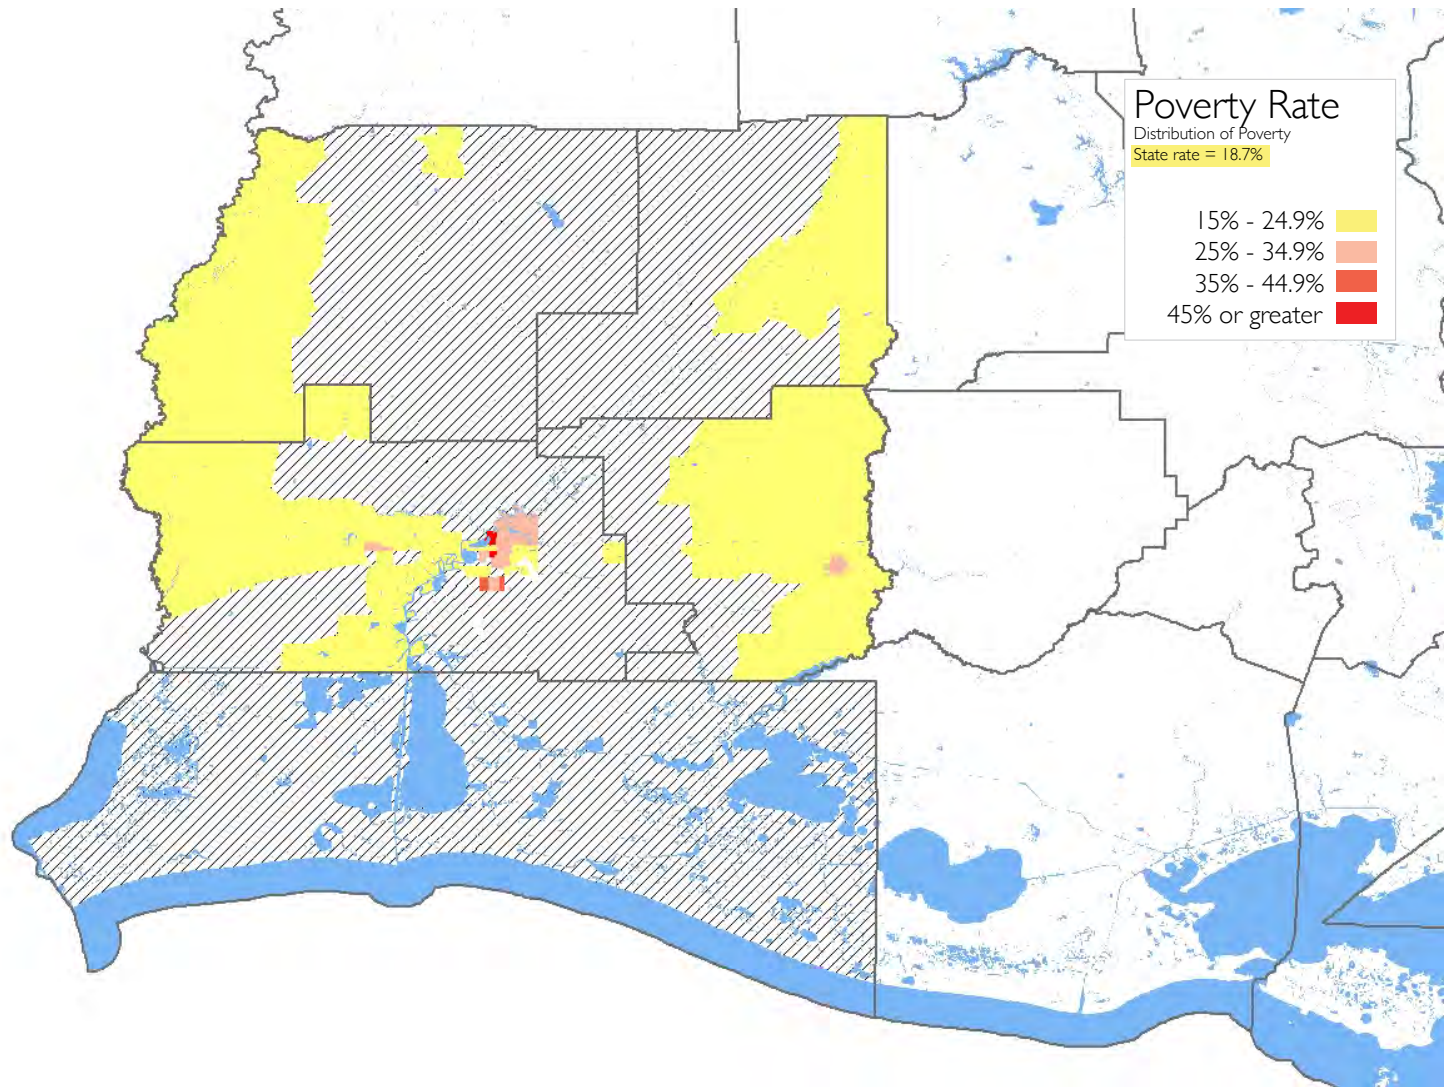 Poverty Rate
Distribution of Poverty
State rate = 18.7%
15% - 24.9%
25% - 34.9%
35% - 44.9%
45% or greater